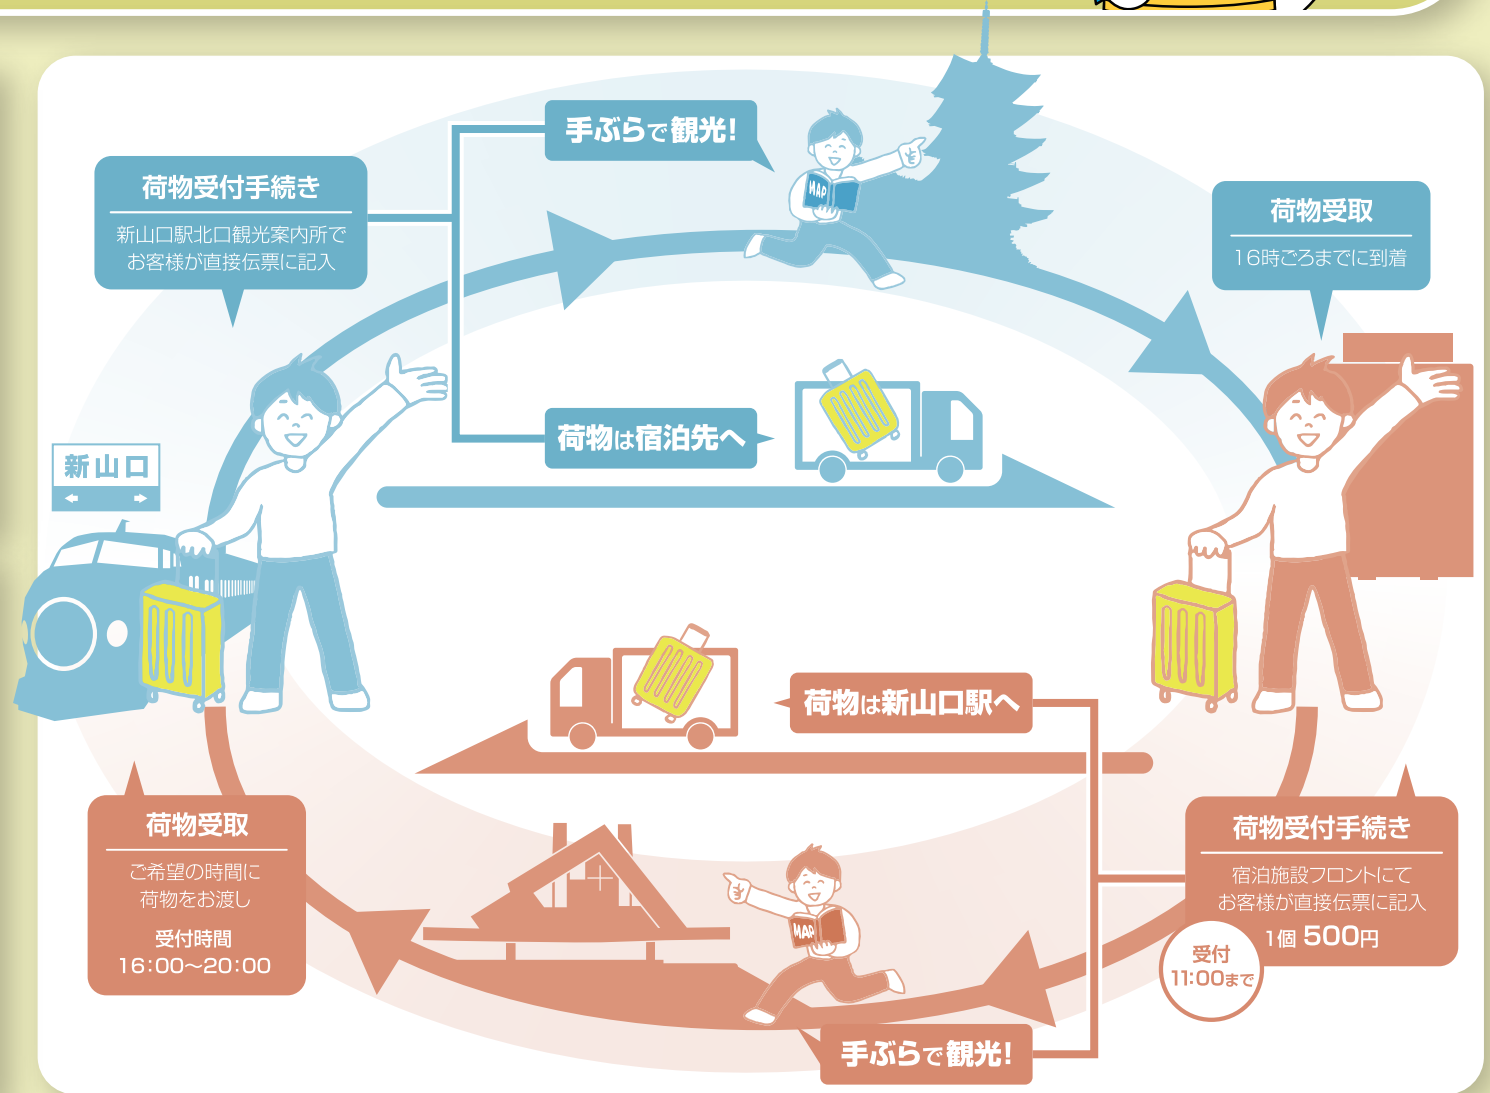 手ぶらで観光!
荷物受付手続き
新山口駅北口観光案内所で
お客様が直接伝票に記入
MAP
荷物受取
16時ごろまでに到着
荷物は宿泊先へ
新山口
荷物は新山口駅へ
荷物受取
ご希望の時間に
荷物をお渡し
受付時間
16:00〜20:00
MAP
荷物受付手続き
宿泊施設フロントにて
お客様が直接伝票に記入
1個 500円
受付
11:00まで
手ぶらで観光!